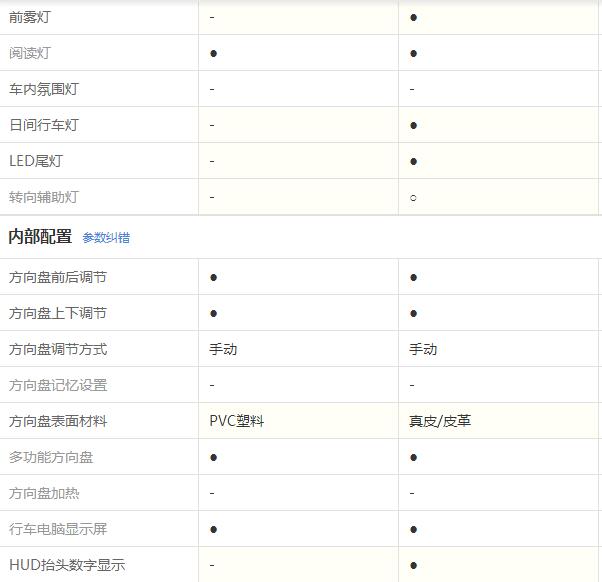 前雾灯 - ●
阅读灯 ● ●
车内氛围灯 - -
日间行车灯 - ●
LED尾灯 - ●
转向辅助灯 - ○
内部配置 参数纠错
方向盘前后调节 ● ●
方向盘上下调节 ● ●
方向盘调节方式 手动 手动
方向盘记忆设置 - -
方向盘表面材料 PVC塑料 真皮/皮革
多功能方向盘 ● ●
方向盘加热 - -
行车电脑显示屏 ● ●
HUD抬头数字显示 - ●